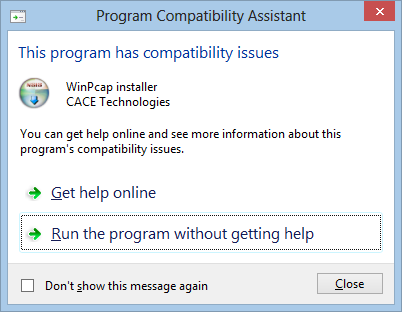 Program Compatibility Assistant
This program has compatibility issues
WinPcap installer
CACE Technologies
You can get help online and see more information about this
program's compatibility issues.
Get help online
Run the program without getting help
Don't show this message again
Close